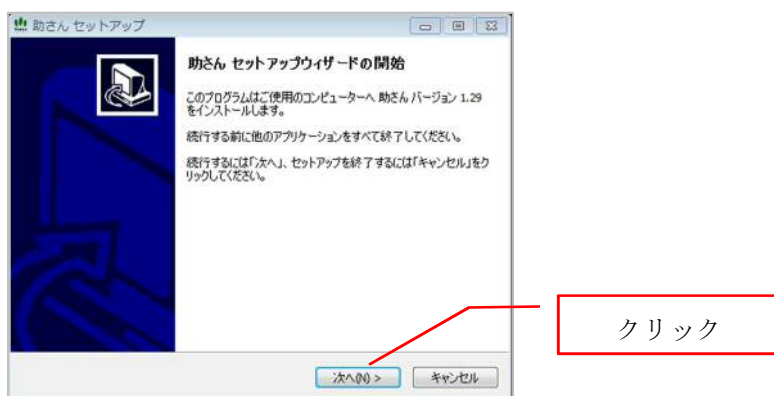 助さん セットアップ
助さん セットアップウィザードの開始
このプログラムはご使用のコンピューターへ 助さん バージョン 1.29
をインストールします。
続行する前に他のアプリケーションをすべて終了してください。
続行するには「次へ」、セットアップを終了するには「キャンセル」をク
リックしてください。
クリック
次へ(N) >
キャンセル